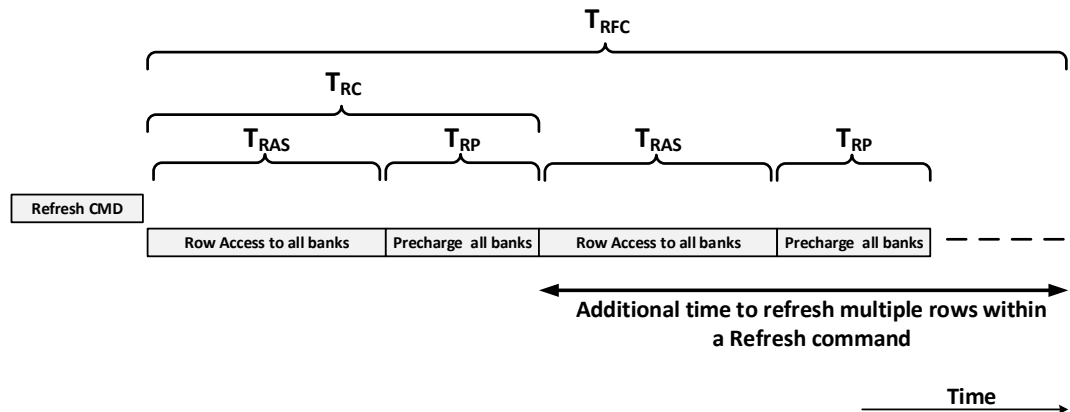 TRFC
TRC
TRAS TRP TRAS TRP
Refresh CMD
Row Access to all banks Precharge all banks Row Access to all banks Precharge all banks
Additional time to refresh multiple rows within
a Refresh command
Time